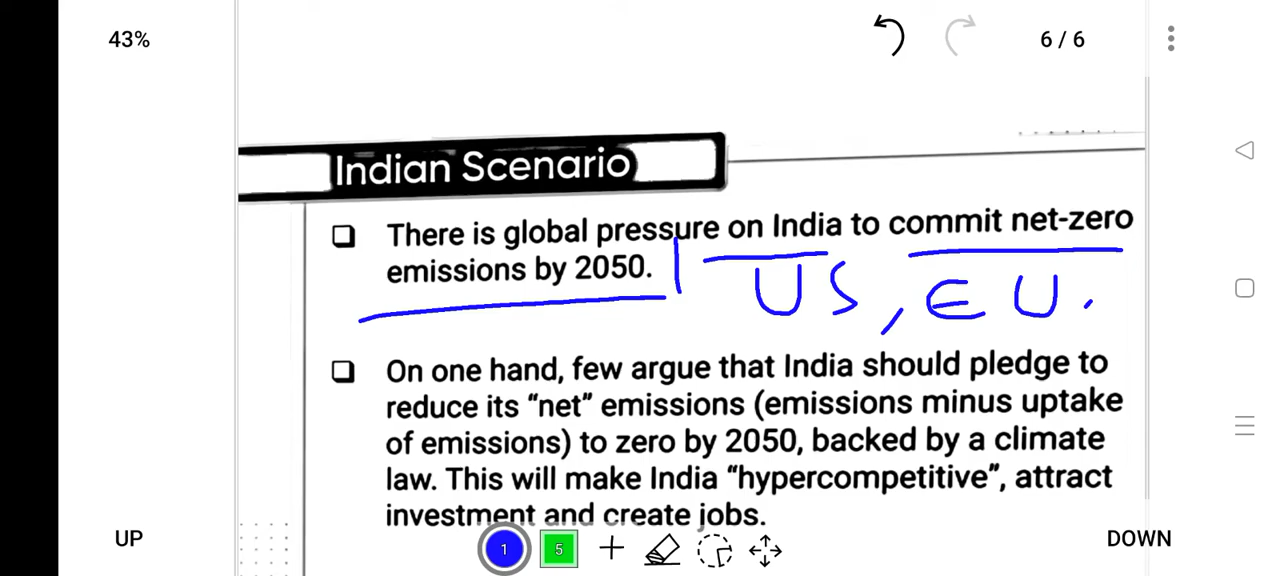 43%
6 / 6
Indian Scenario
There is global pressure on India to commit net-zero
emissions by 2050.
US, EU.
On one hand, few argue that India should pledge to
reduce its “net” emissions (emissions minus uptake
of emissions) to zero by 2050, backed by a climate
law. This will make India “hypercompetitive”, attract
investment and create jobs.
UP
1
5
DOWN